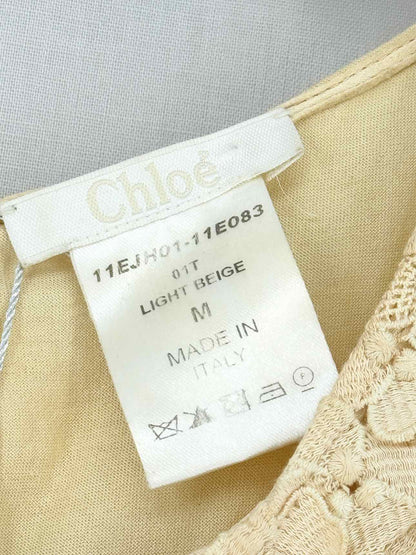 Chloé
11EJH01-11E083
01T
LIGHT BEIGE
M
MADE IN
ITALY